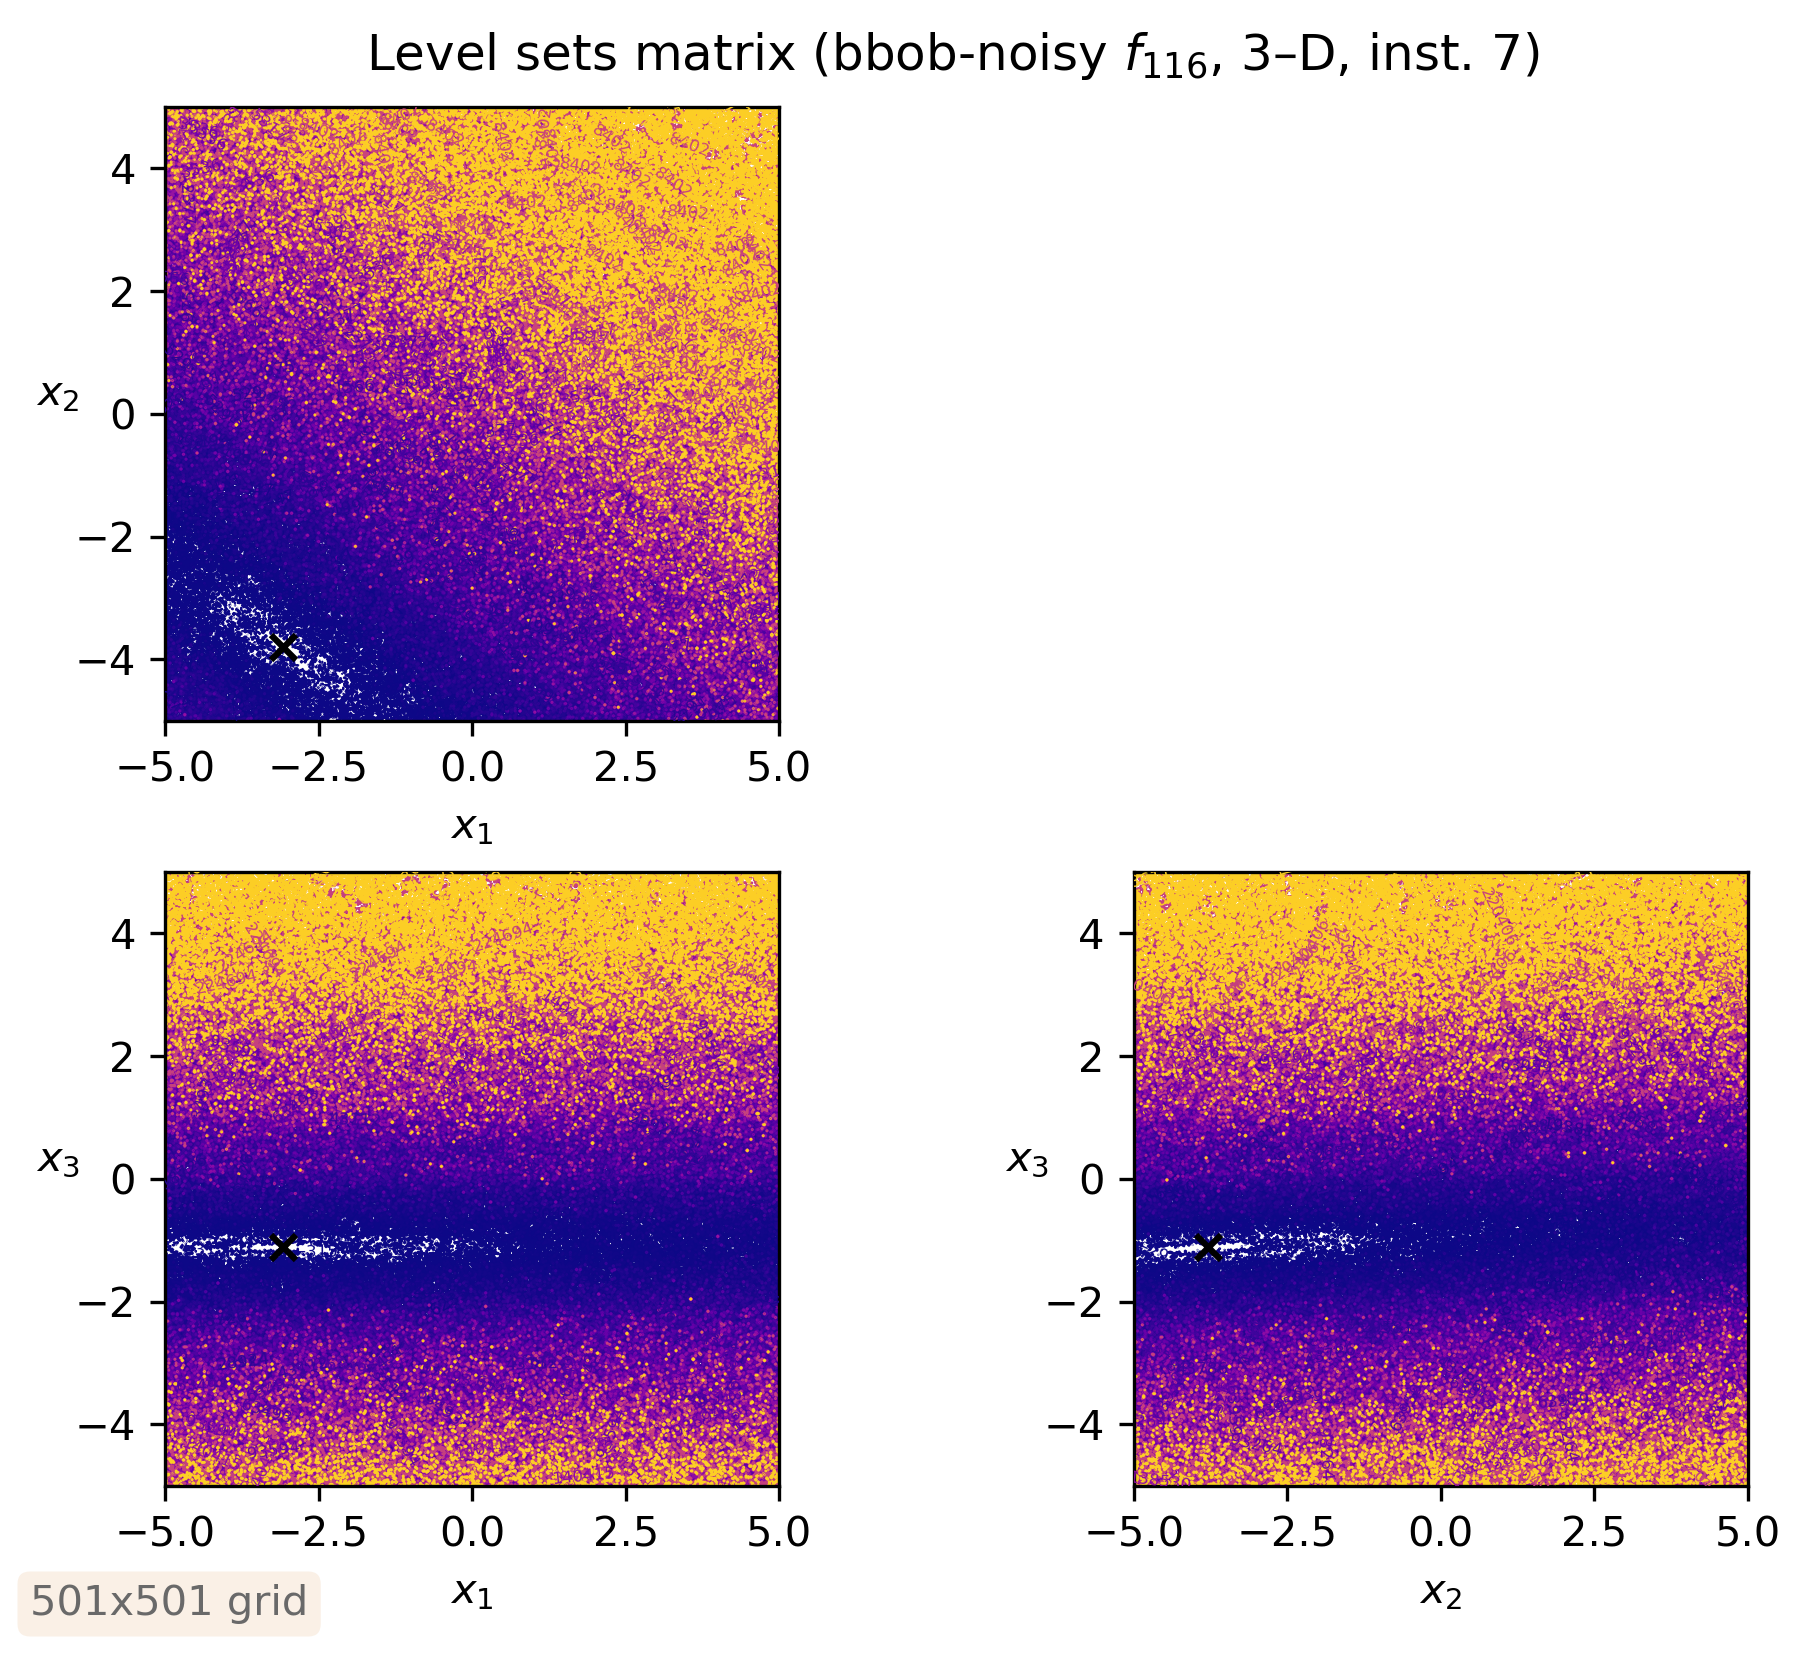 Level sets matrix (bbob-noisy f₁₁₆, 3–D, inst. 7)
4
2
x₂ 0
−2
−4
−5.0 −2.5 0.0 2.5 5.0
x₁
4 4
2 2
x₃ 0 x₃ 0
−2 −2
−4 −4
−5.0 −2.5 0.0 2.5 5.0 −5.0 −2.5 0.0 2.5 5.0
501x501 grid x₁ x₂